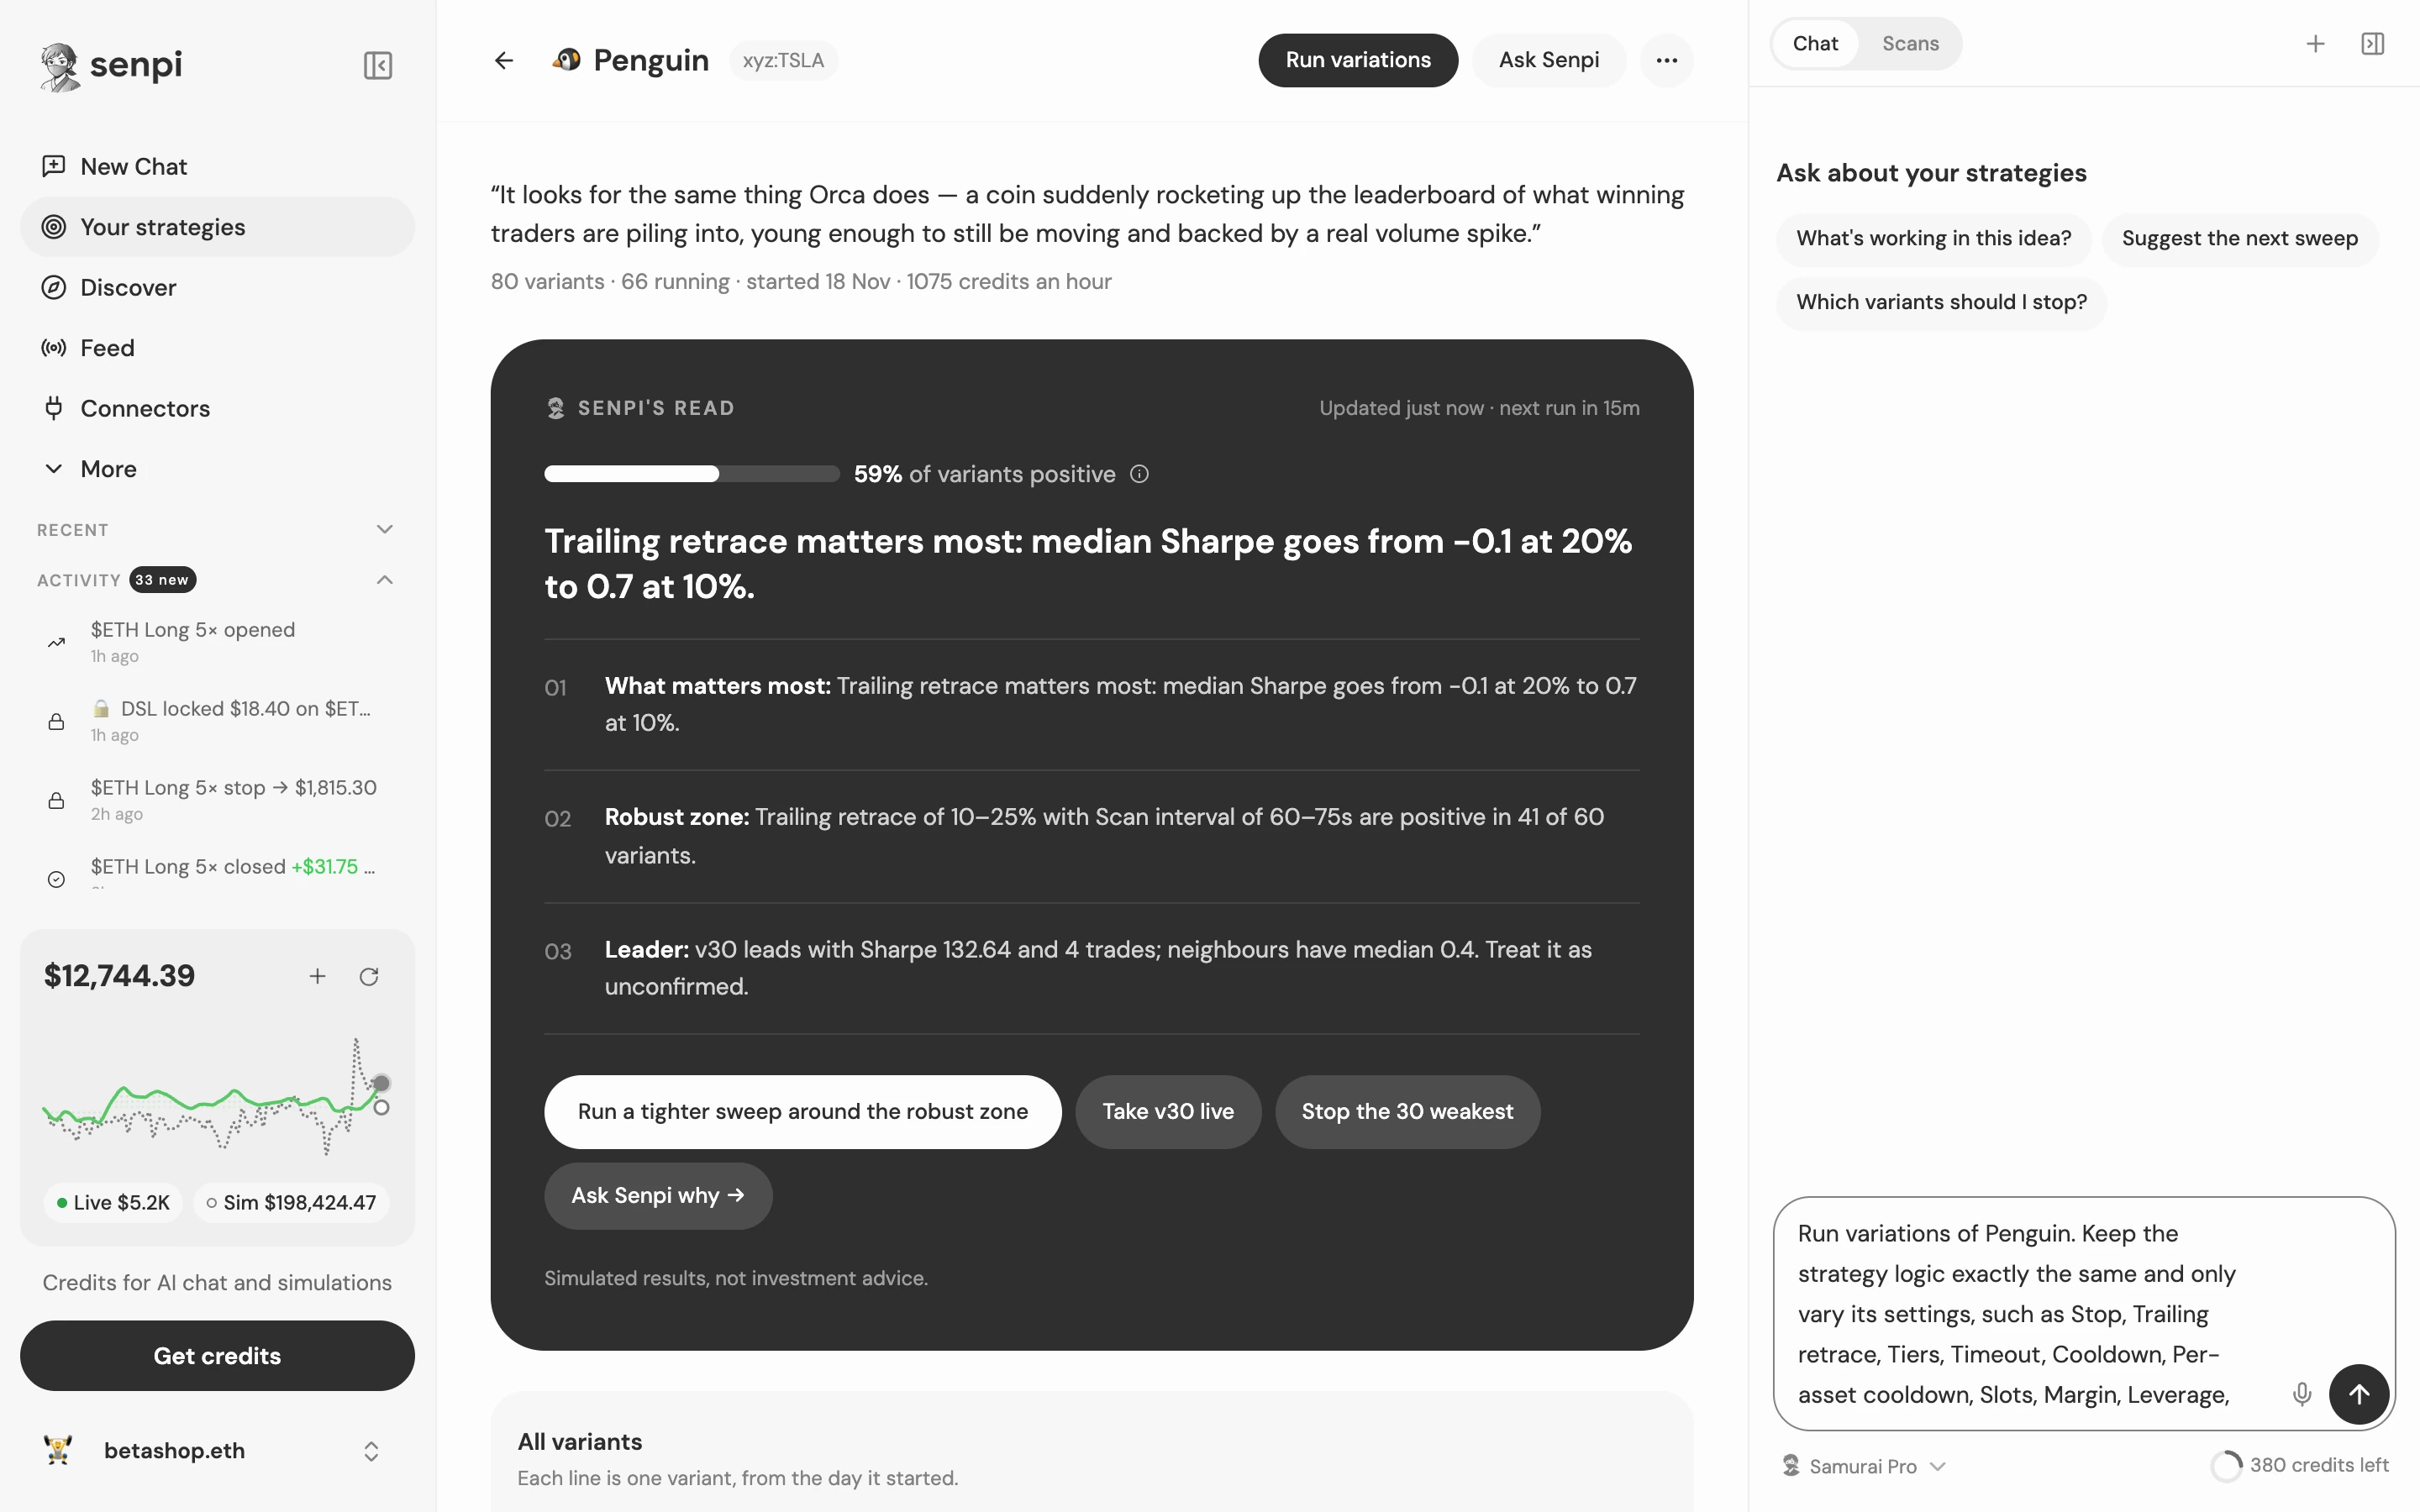 senpi
New Chat
Your strategies
Discover
Feed
Connectors
More
RECENT
ACTIVITY 33 new
$ETH Long 5× opened
1h ago
🔒 DSL locked $18.40 on $ET...
1h ago
$ETH Long 5× stop → $1,815.30
2h ago
$ETH Long 5× closed +$31.75 ...
$12,744.39
Live $5.2K
Sim $198,424.47
Credits for AI chat and simulations
Get credits
betashop.eth
Penguin
xyz:TSLA
Run variations
Ask Senpi
“It looks for the same thing Orca does — a coin suddenly rocketing up the leaderboard of what winning
traders are piling into, young enough to still be moving and backed by a real volume spike.”
80 variants · 66 running · started 18 Nov · 1075 credits an hour
SENPI'S READ
Updated just now · next run in 15m
59% of variants positive
Trailing retrace matters most: median Sharpe goes from −0.1 at 20%
to 0.7 at 10%.
01 What matters most: Trailing retrace matters most: median Sharpe goes from −0.1 at 20% to 0.7
at 10%.
02 Robust zone: Trailing retrace of 10–25% with Scan interval of 60–75s are positive in 41 of 60
variants.
03 Leader: v30 leads with Sharpe 132.64 and 4 trades; neighbours have median 0.4. Treat it as
unconfirmed.
Run a tighter sweep around the robust zone
Take v30 live
Stop the 30 weakest
Ask Senpi why →
Simulated results, not investment advice.
All variants
Each line is one variant, from the day it started.
Chat
Scans
Ask about your strategies
What's working in this idea?
Suggest the next sweep
Which variants should I stop?
Run variations of Penguin. Keep the
strategy logic exactly the same and only
vary its settings, such as Stop, Trailing
retrace, Tiers, Timeout, Cooldown, Per-
asset cooldown, Slots, Margin, Leverage,
Samurai Pro
380 credits left